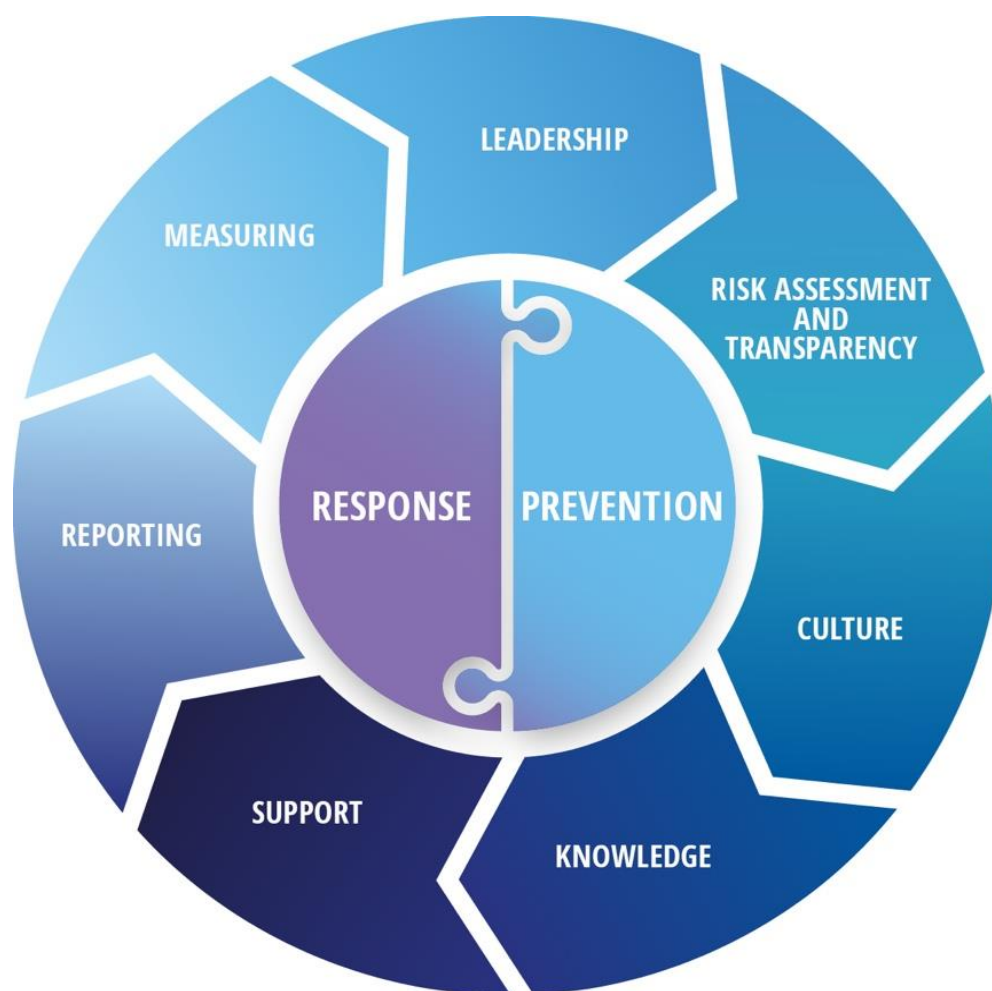 LEADERSHIP
RISK ASSESSMENT
AND
TRANSPARENCY
CULTURE
KNOWLEDGE
SUPPORT
REPORTING
MEASURING
RESPONSE
PREVENTION